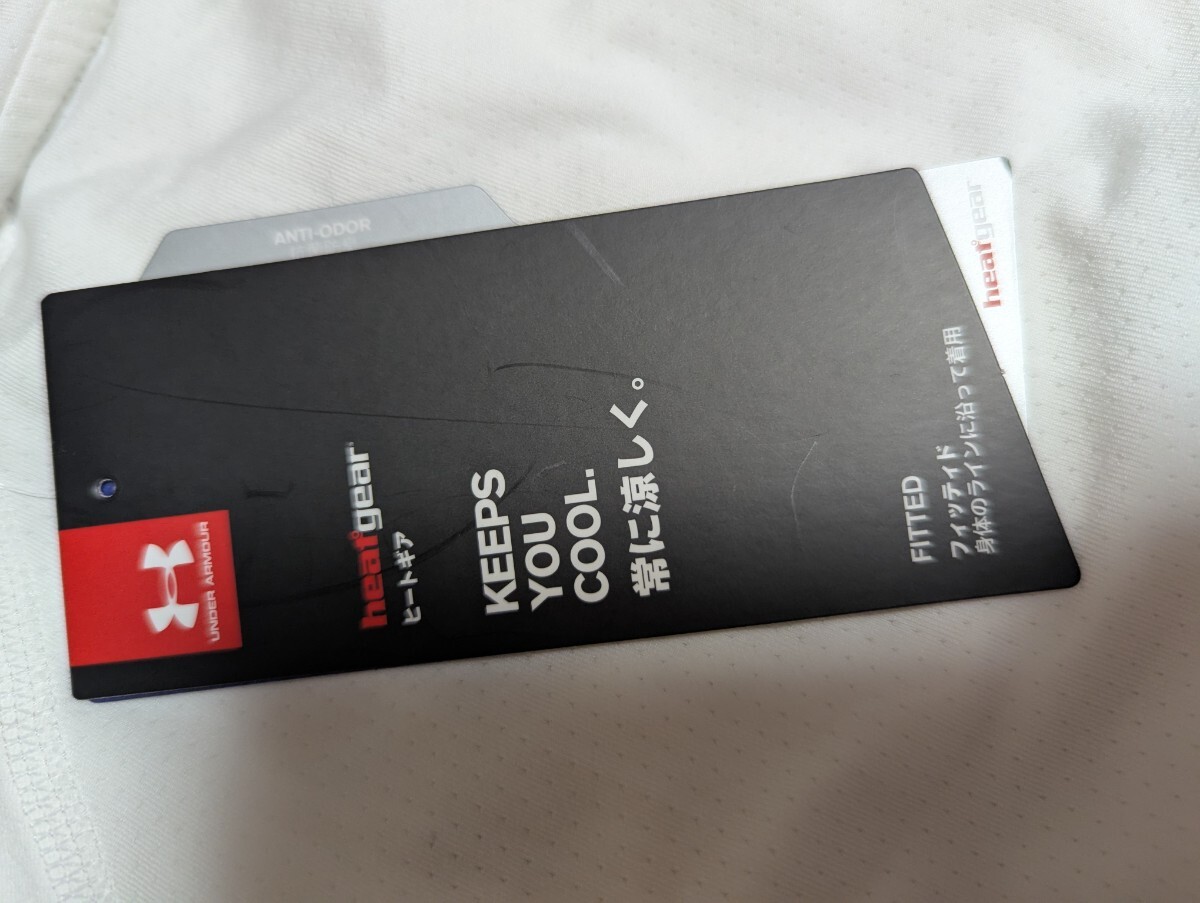 UNDER ARMOUR
heatgear
ヒートギア
KEEPS
YOU
COOL.
常に涼しく。
FITTED
フィッティド
身体のラインに沿って着用
heatgear
ANTI-ODOR